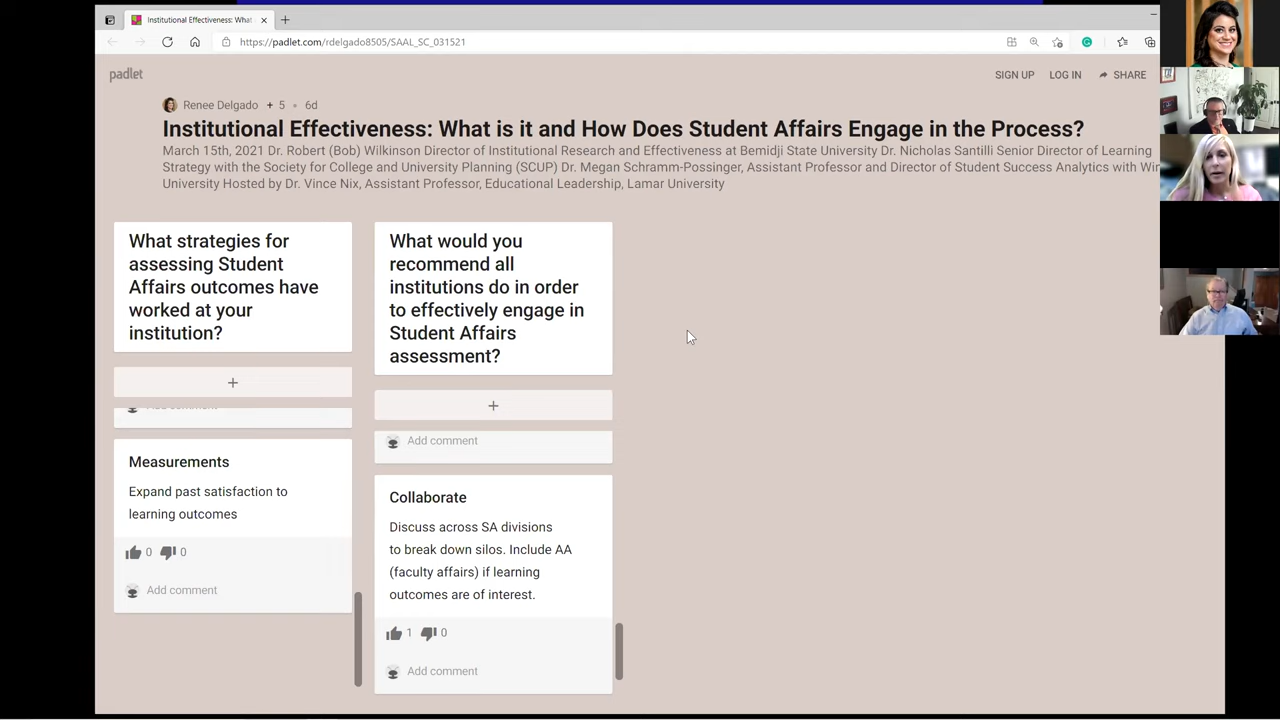 Institutional Effectiveness: What
https://padlet.com/rdelgado8505/SAAL_SC_031521
padlet
SIGN UP
LOG IN
SHARE
Renee Delgado + 5 • 6d
Institutional Effectiveness: What is it and How Does Student Affairs Engage in the Process?
March 15th, 2021 Dr. Robert (Bob) Wilkinson Director of Institutional Research and Effectiveness at Bemidji State University Dr. Nicholas Santilli Senior Director of Learning
Strategy with the Society for College and University Planning (SCUP) Dr. Megan Schramm-Possinger, Assistant Professor and Director of Student Success Analytics with
University Hosted by Dr. Vince Nix, Assistant Professor, Educational Leadership, Lamar University
What strategies for
assessing Student
Affairs outcomes have
worked at your
institution?
+
Measurements
Expand past satisfaction to
learning outcomes
0 0
Add comment
What would you
recommend all
institutions do in order
to effectively engage in
Student Affairs
assessment?
+
Add comment
Collaborate
Discuss across SA divisions
to break down silos. Include AA
(faculty affairs) if learning
outcomes are of interest.
1 0
Add comment